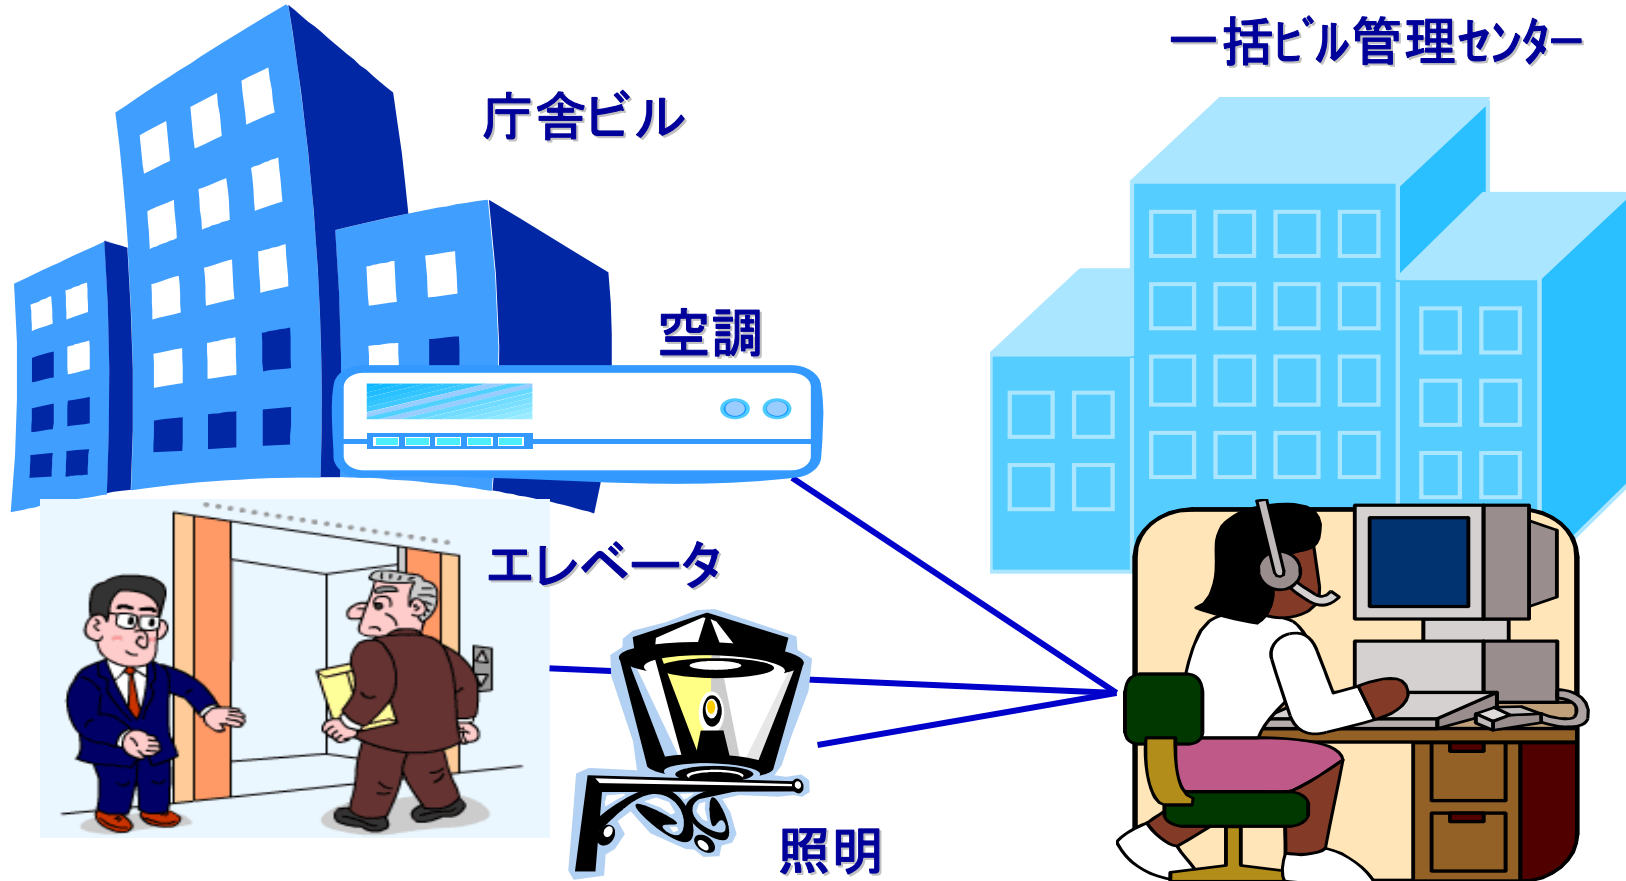 一括ビル管理センター
庁舎ビル
空調
エレベータ
照明